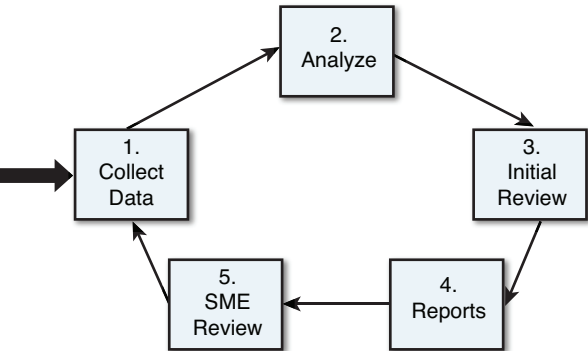 1.
Collect
Data
2.
Analyze
3.
Initial
Review
4.
Reports
5.
SME
Review